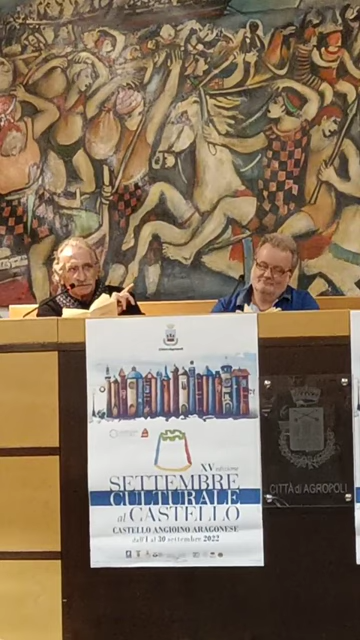 XV edizione
SETTEMBRE
CULTURALE
al CASTELLO
CASTELLO ANGIOINO ARAGONESE
dall'1 al 30 settembre 2022
CITTÀ di AGROPOLI